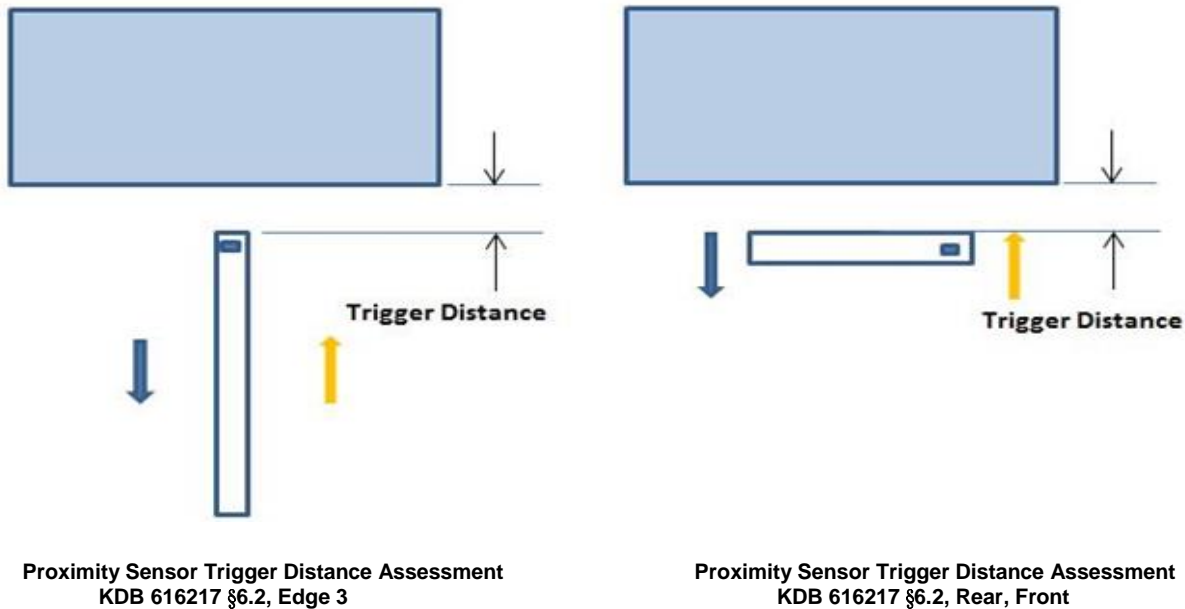 Trigger Distance
Trigger Distance
Proximity Sensor Trigger Distance Assessment
KDB 616217 §6.2, Edge 3
Proximity Sensor Trigger Distance Assessment
KDB 616217 §6.2, Rear, Front